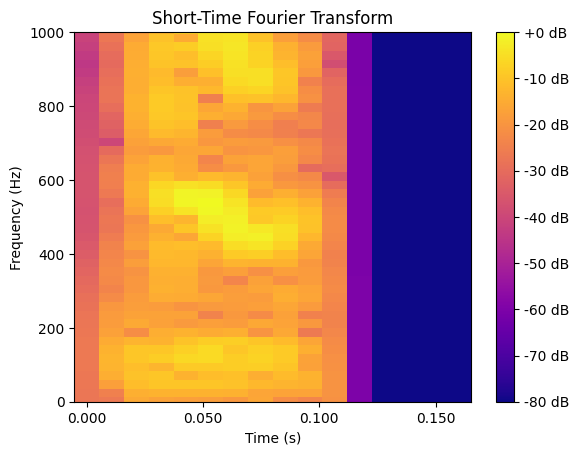 Short-Time Fourier Transform
1000
800
600
400
200
0
Frequency (Hz)
0.000
0.050
0.100
0.150
Time (s)
+0 dB
-10 dB
-20 dB
-30 dB
-40 dB
-50 dB
-60 dB
-70 dB
-80 dB